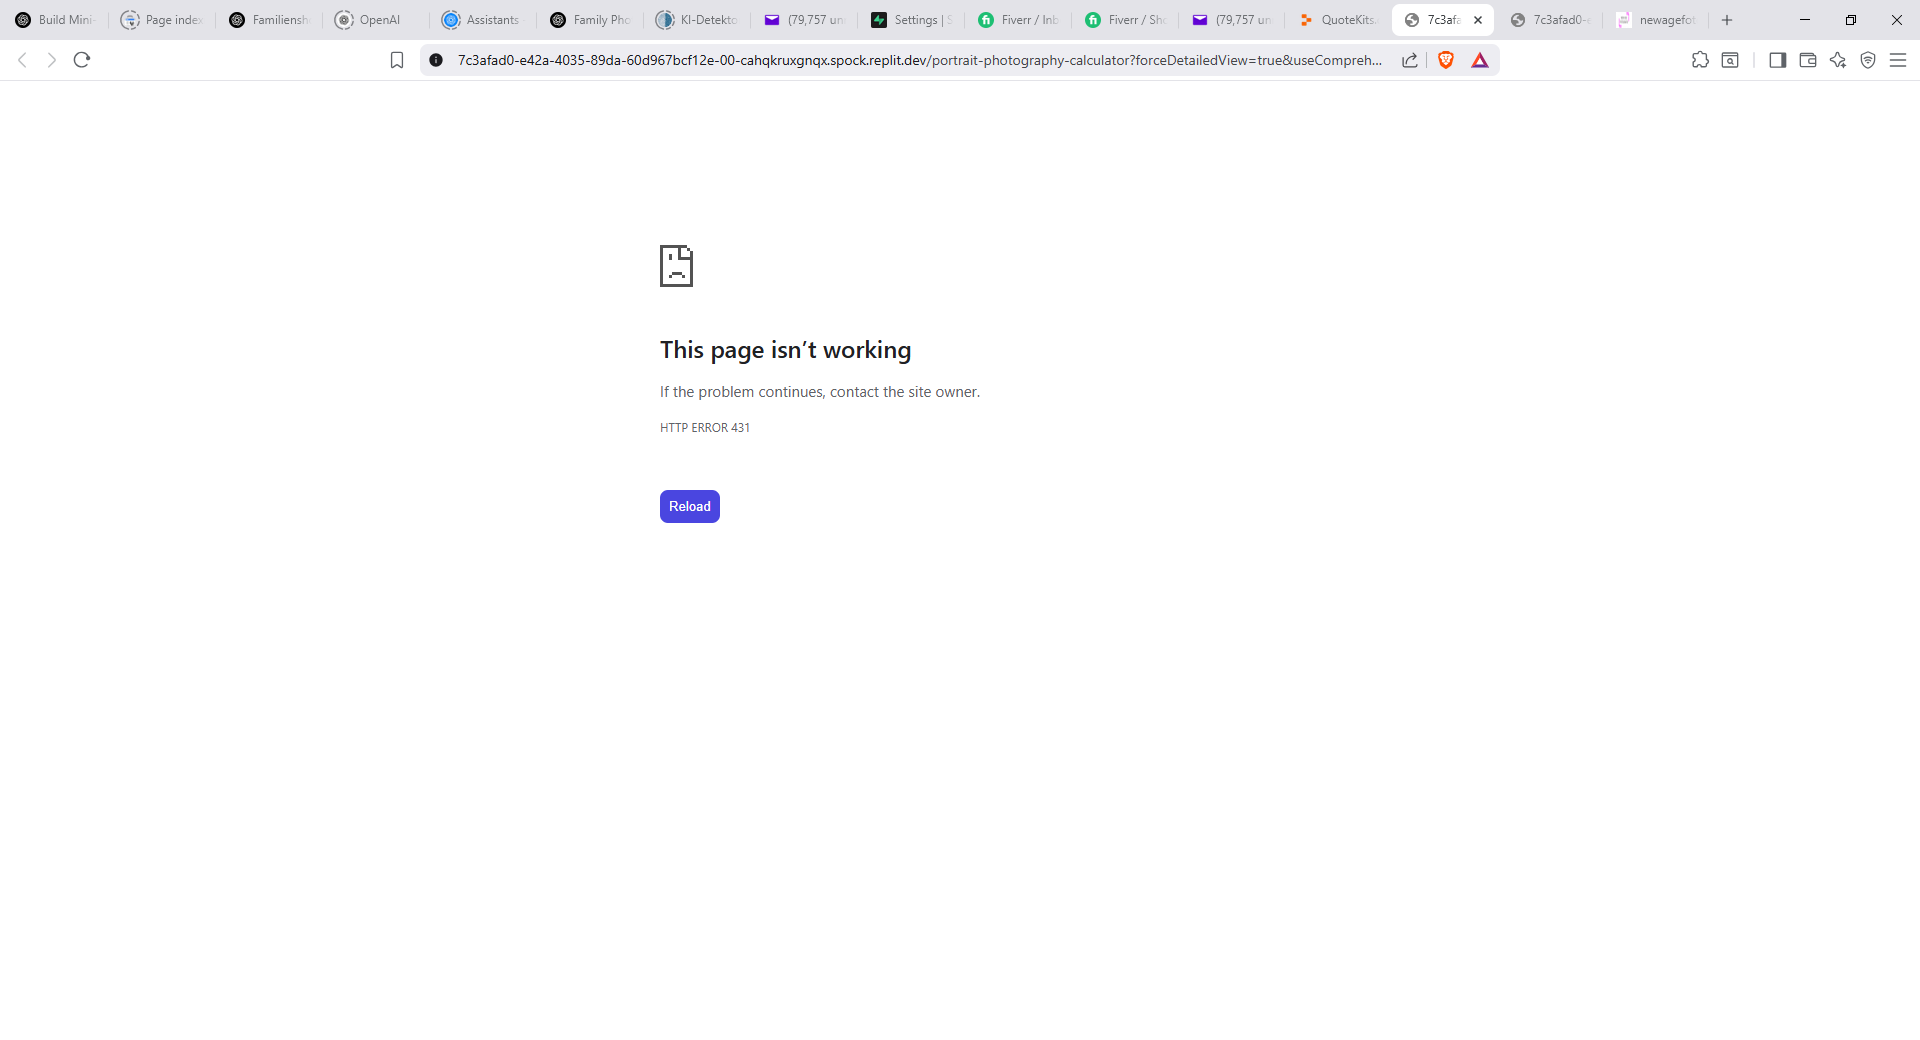 Build Mini-
Page index
Familiensh
OpenAI
Assistants
Family Pho
KI-Detekto
(79,757 un
Settings | S
Fiverr / Inb
Fiverr / Sho
(79,757 un
QuoteKits.
7c3afa
7c3afad0-e
newagefot
7c3afad0-e42a-4035-89da-60d967bcf12e-00-cahqkruxgnqx.spock.replit.dev/portrait-photography-calculator?forceDetailedView=true&useCompreh...
This page isn’t working
If the problem continues, contact the site owner.
HTTP ERROR 431
Reload